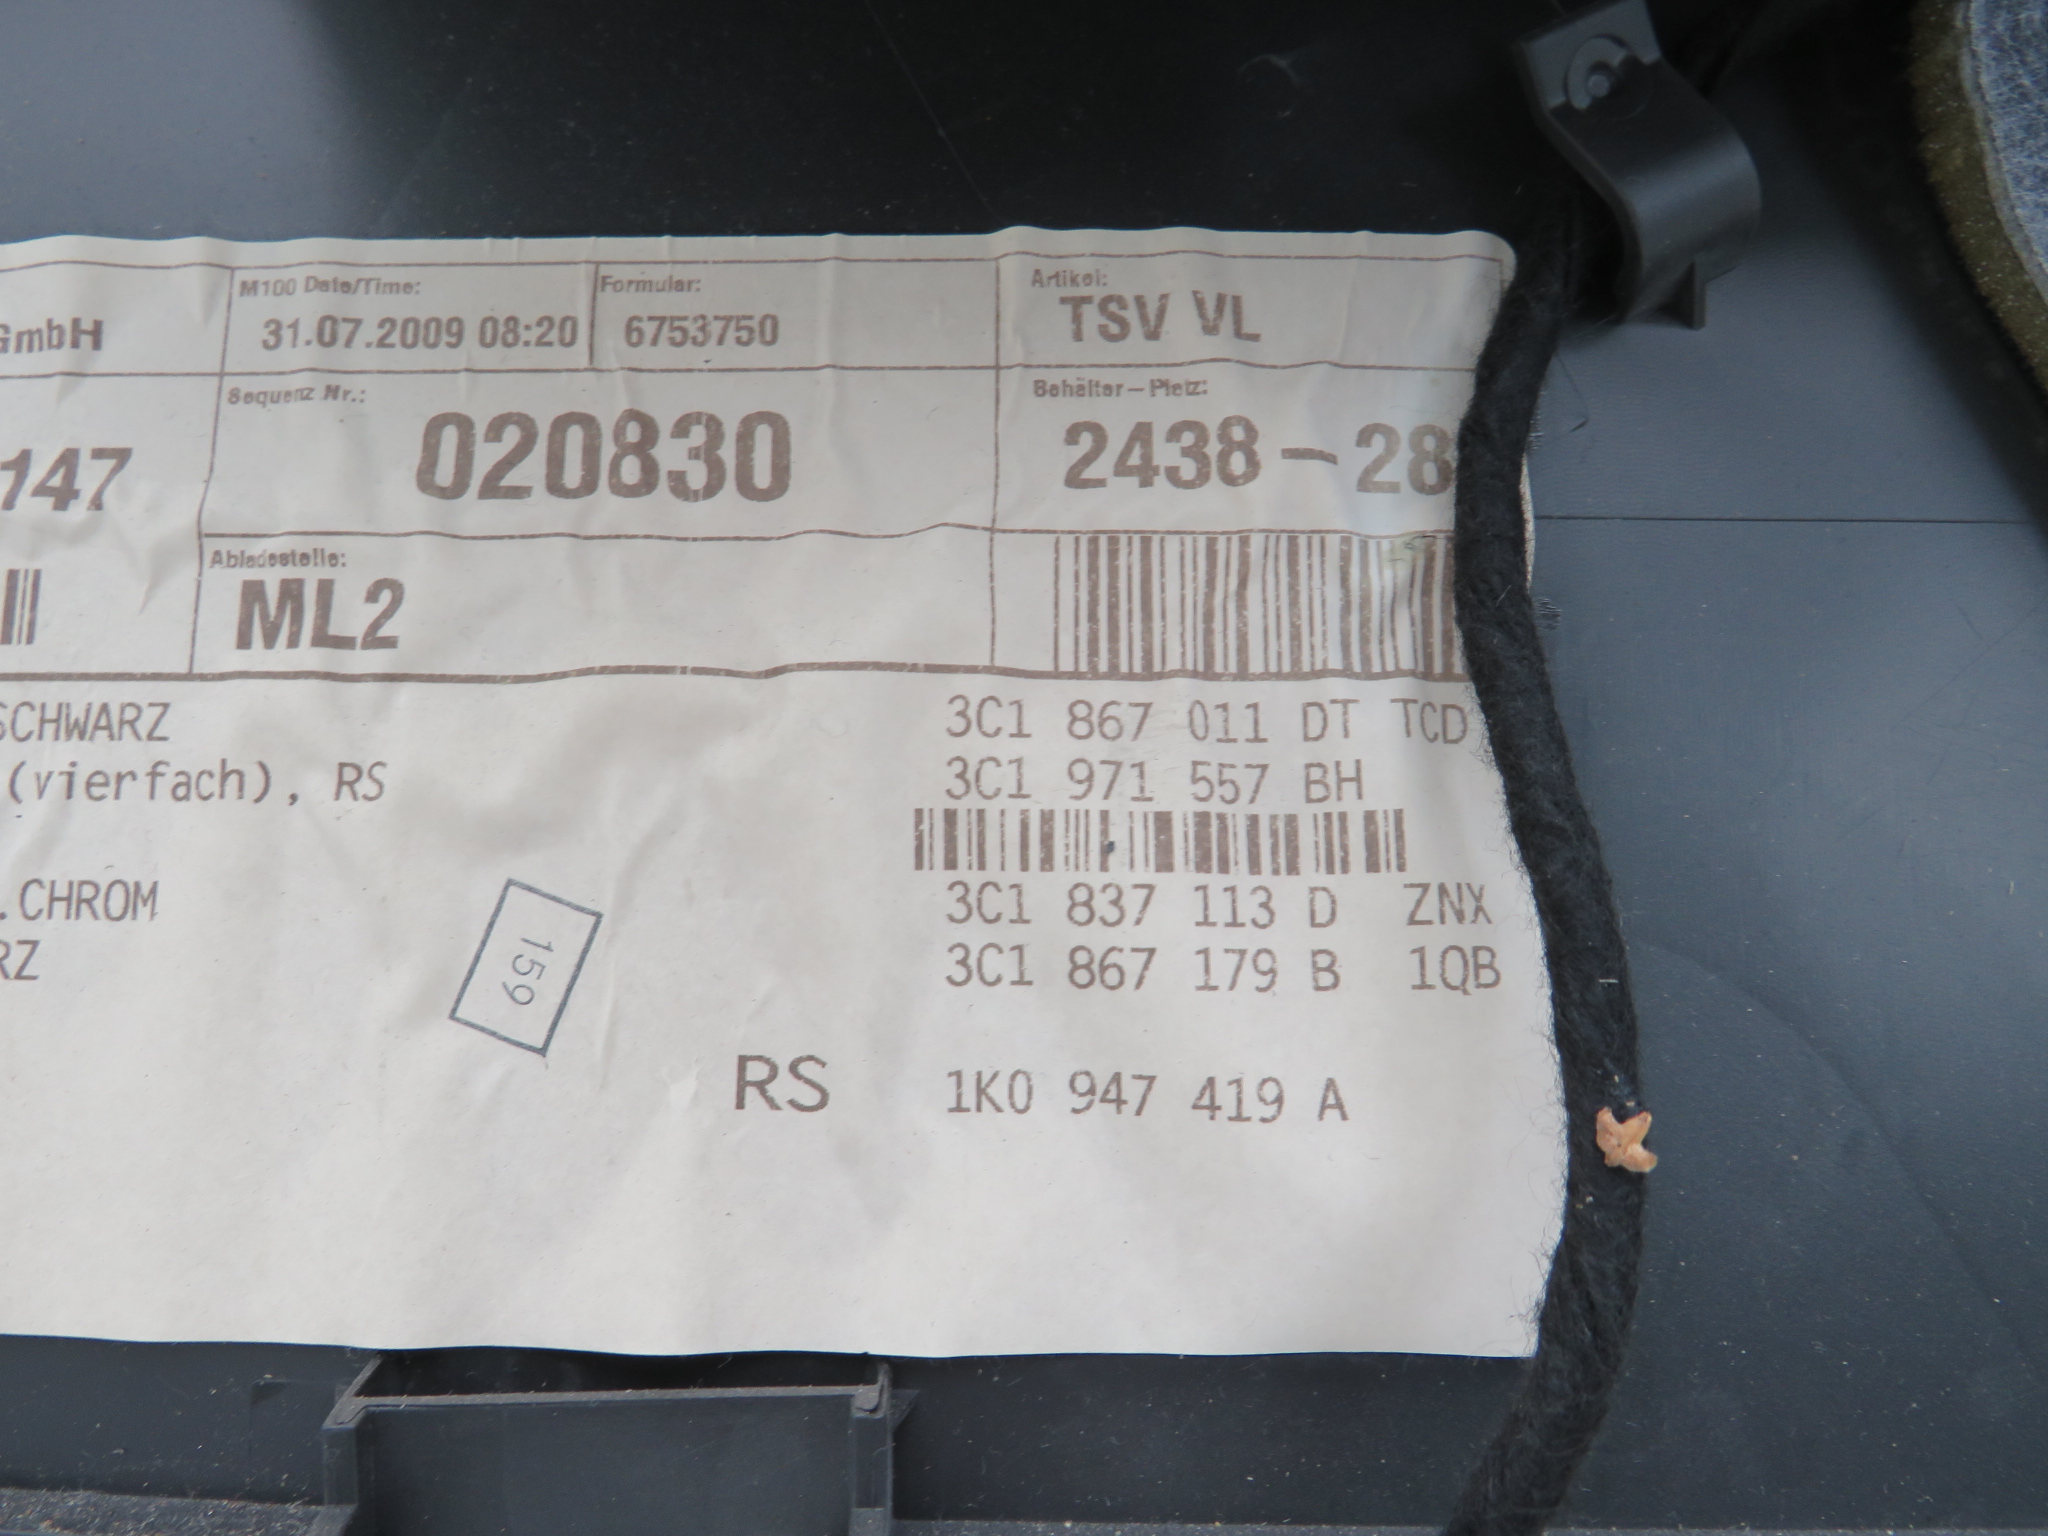 GmbH
M100 Date/Time:
31.07.2009 08:20
Formular:
6753750
Artikel:
TSV VL
147
Sequenz Nr.:
020830
Behälter-Platz:
2438-28
Abladestelle:
ML2
SCHWARZ
3C1 867 011 DT TCD
(vierfach), RS
3C1 971 557 BH
.CHROM
3C1 837 113 D ZNX
RZ
3C1 867 179 B 1QB
159
RS 1K0 947 419 A